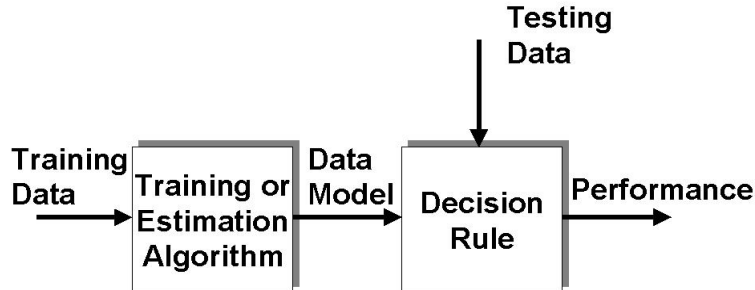 Testing
Data
Training
Data
Training or
Estimation
Algorithm
Data
Model
Decision
Rule
Performance